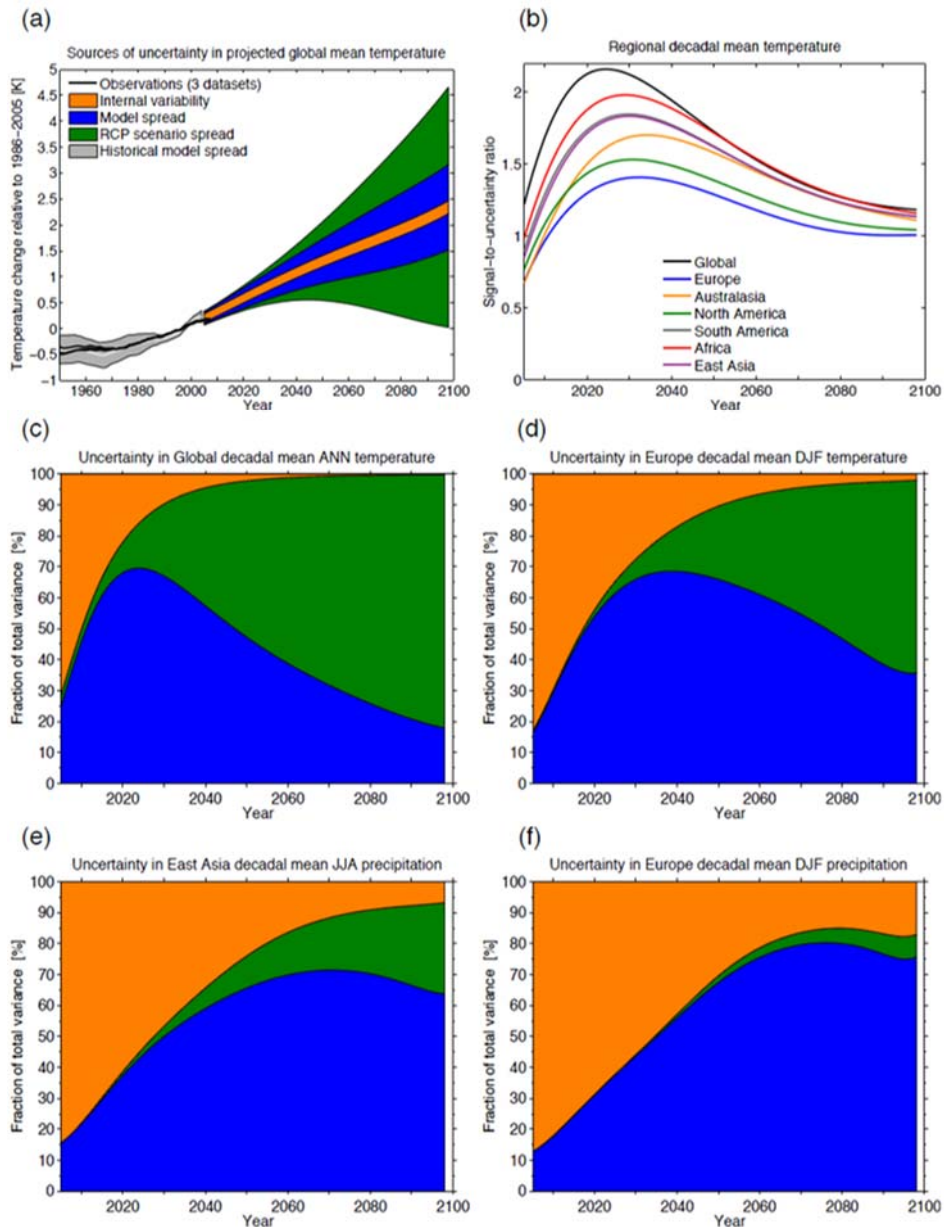 (a)
Sources of uncertainty in projected global mean temperature
Temperature change relative to 1986−2005 [K]
5
4.5
4
3.5
3
2.5
2
1.5
1
0.5
0
−0.5
−1
Observations (3 datasets)
Internal variability
Model spread
RCP scenario spread
Historical model spread
1960 1980 2000 2020 2040 2060 2080 2100
Year
(b)
Regional decadal mean temperature
Signal−to−uncertainty ratio
2
1.5
1
0.5
0
Global
Europe
Australasia
North America
South America
Africa
East Asia
2020 2040 2060 2080 2100
Year
(c)
Uncertainty in Global decadal mean ANN temperature
Fraction of total variance [%]
100
90
80
70
60
50
40
30
20
10
0
2020 2040 2060 2080 2100
Year
(d)
Uncertainty in Europe decadal mean DJF temperature
Fraction of total variance [%]
100
90
80
70
60
50
40
30
20
10
0
2020 2040 2060 2080 2100
Year
(e)
Uncertainty in East Asia decadal mean JJA precipitation
Fraction of total variance [%]
100
90
80
70
60
50
40
30
20
10
0
2020 2040 2060 2080 2100
Year
(f)
Uncertainty in Europe decadal mean DJF precipitation
Fraction of total variance [%]
100
90
80
70
60
50
40
30
20
10
0
2020 2040 2060 2080 2100
Year